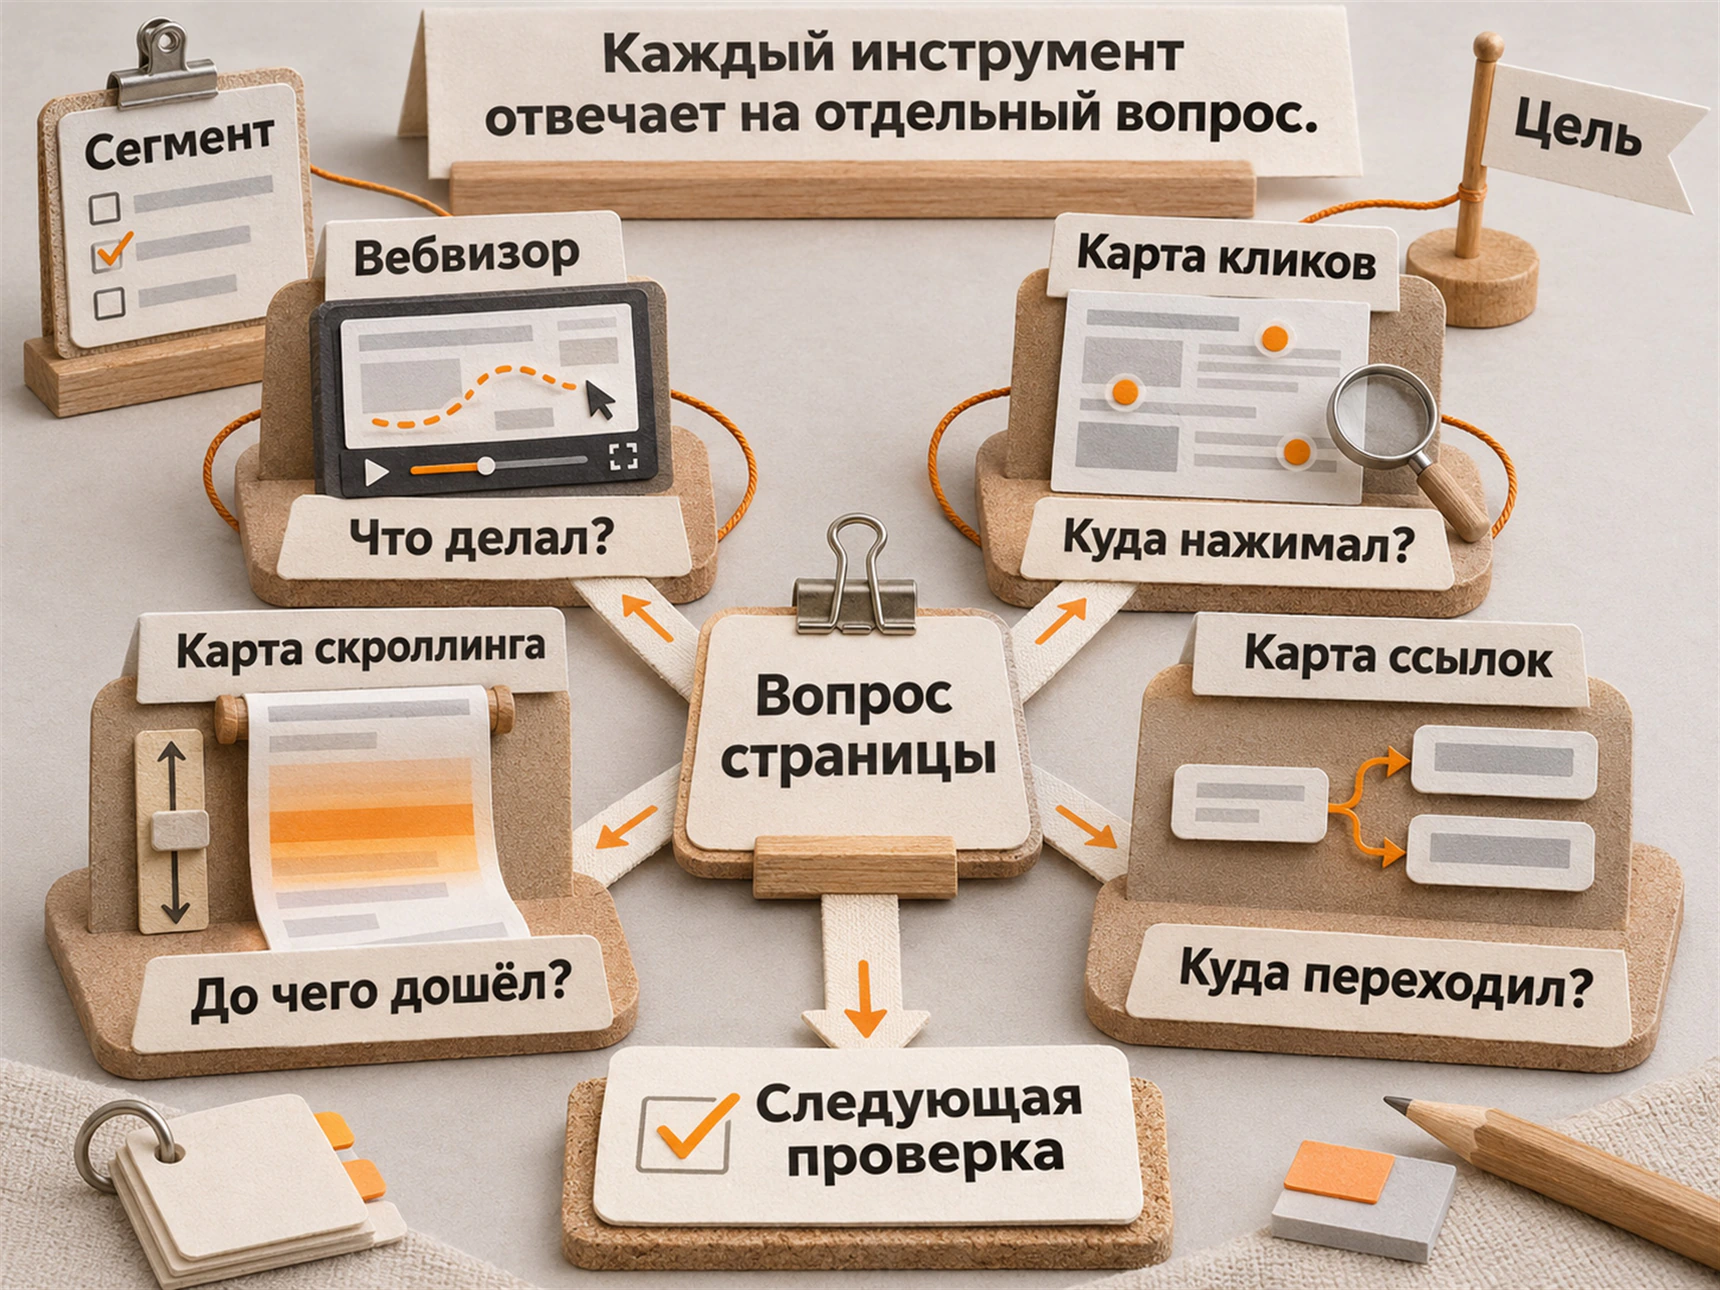 Каждый инструмент
отвечает на отдельный вопрос.
Сегмент
Цель
Вебвизор
Что делал?
Карта кликов
Куда нажимал?
Карта скроллинга
До чего дошёл?
Вопрос
страницы
Карта ссылок
Куда переходил?
Следующая
проверка